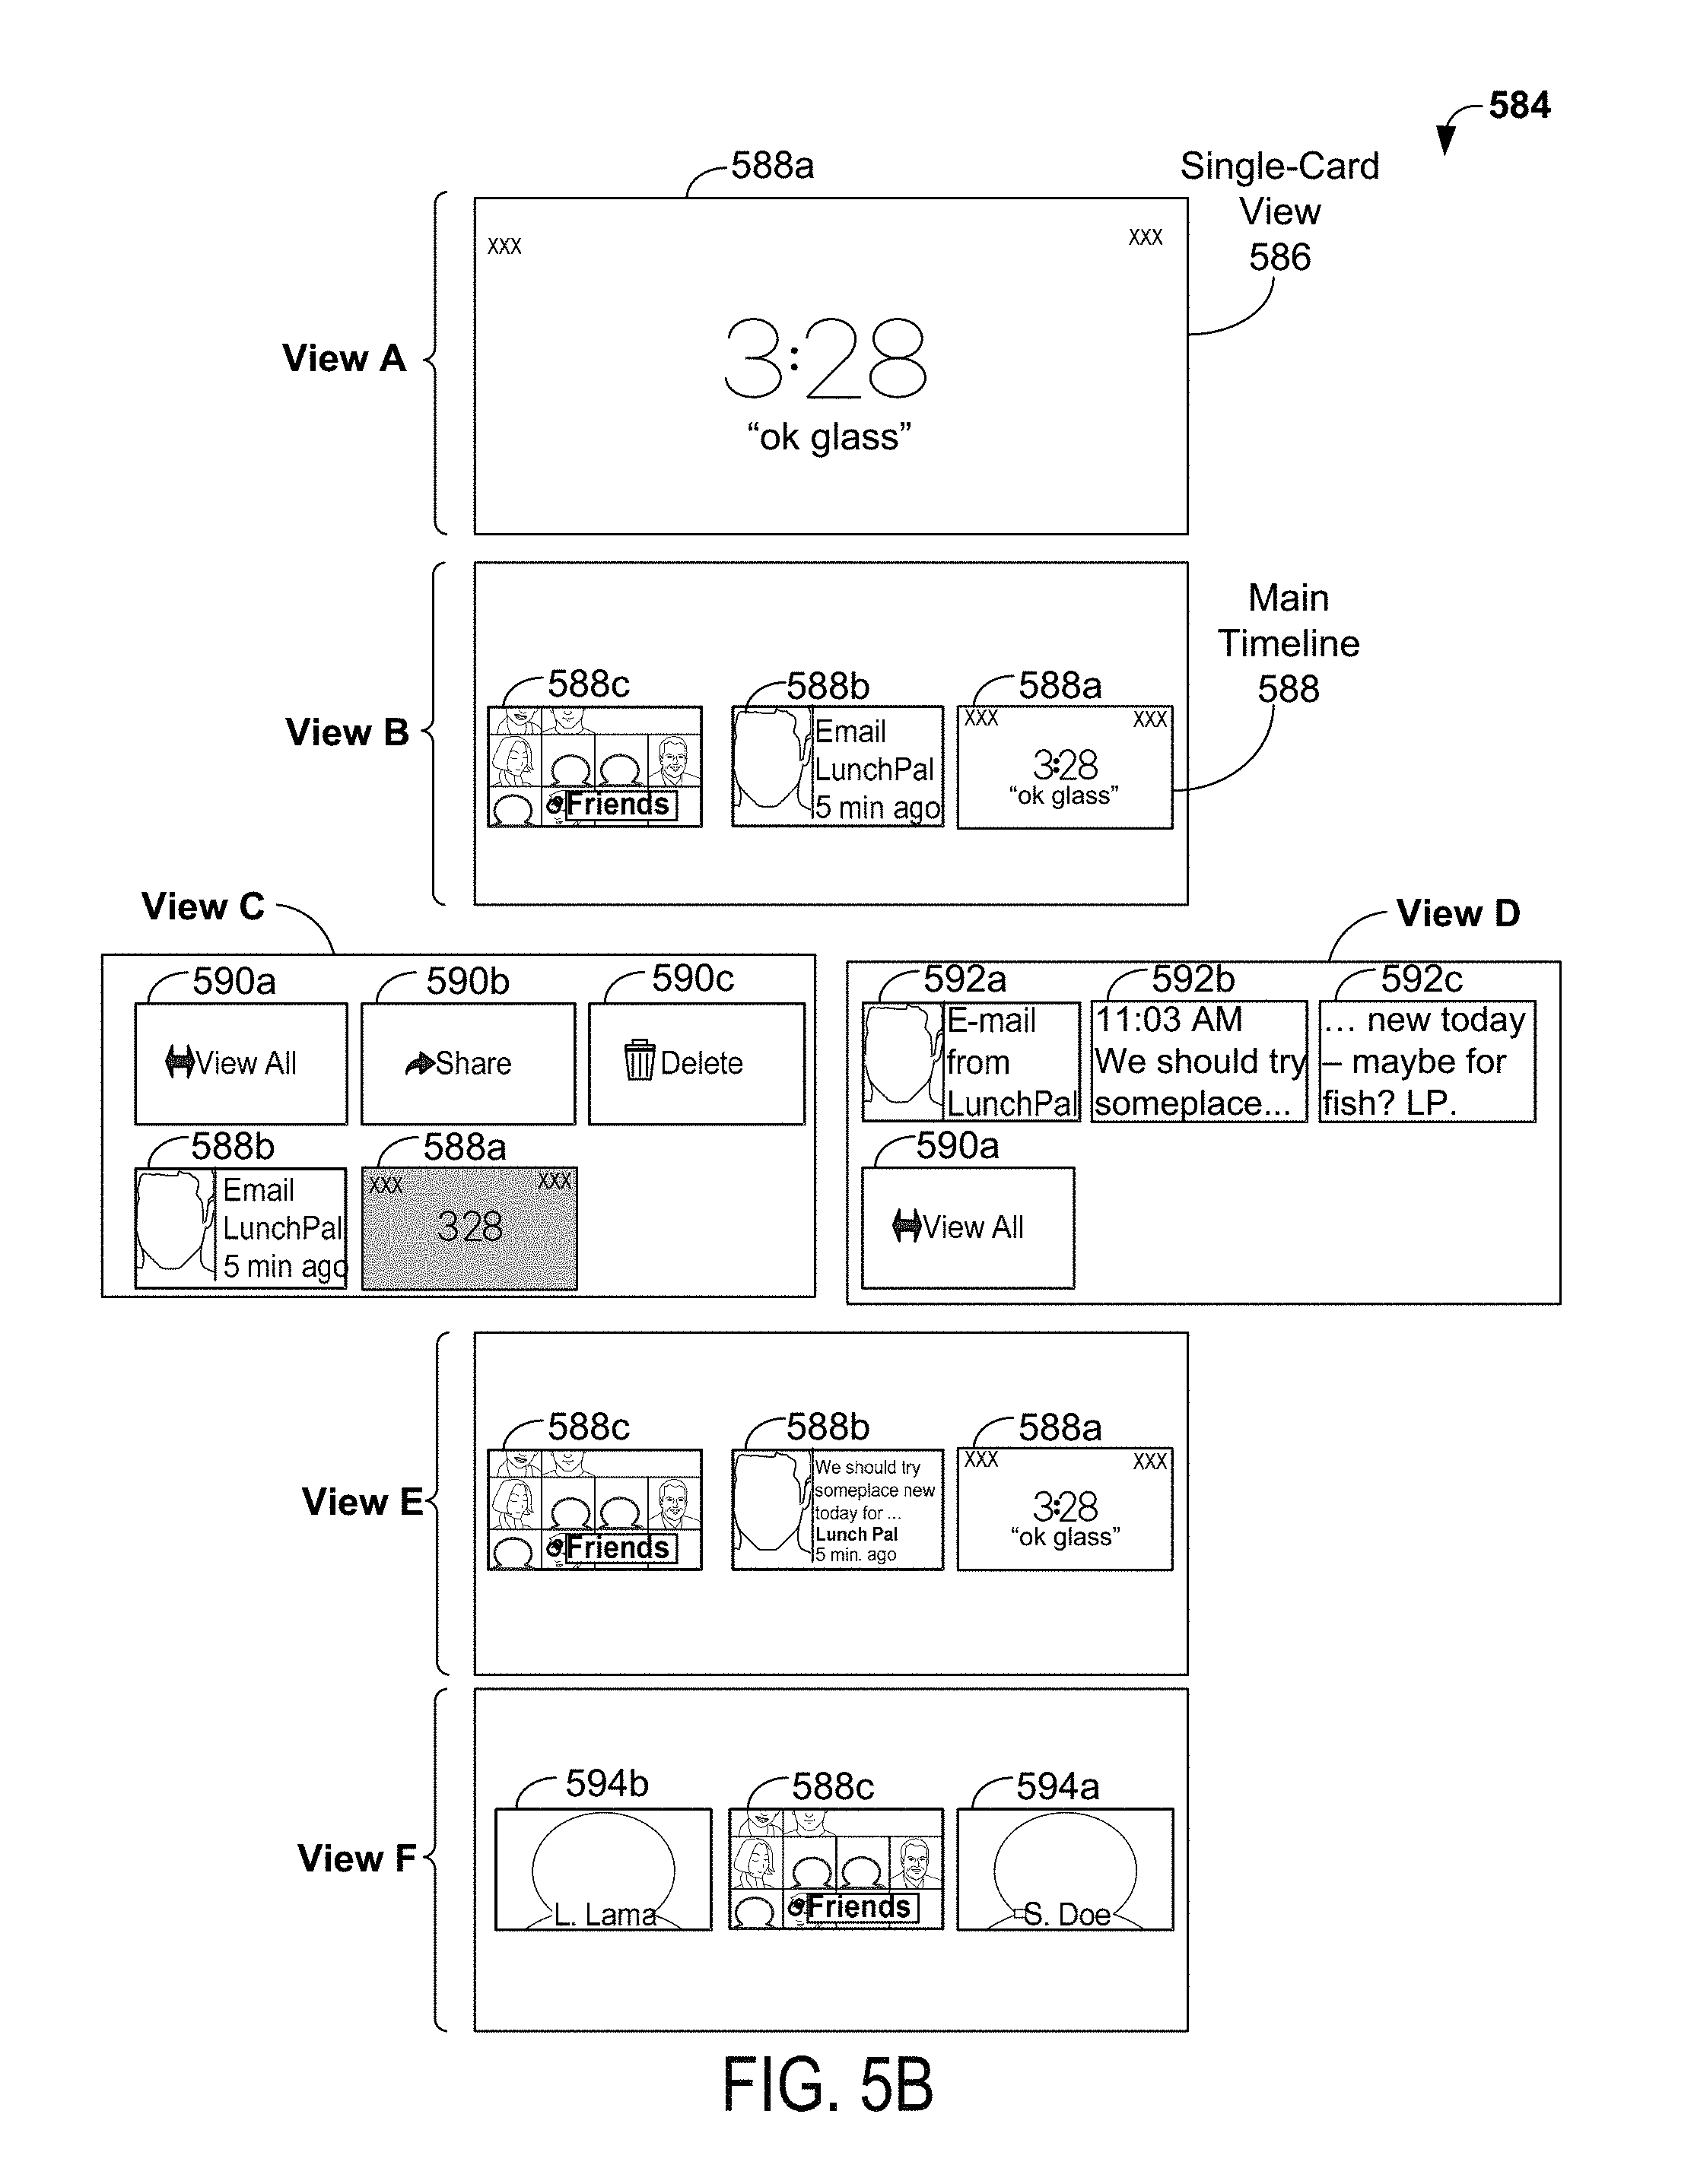 584
588a
Single-Card
View
586
XXX
XXX
View A
3:28
“ok glass”
Main
Timeline
588
588c
588b
588a
View B
Friends
Email
LunchPal
5 min ago
XXX
XXX
3:28
“ok glass”
View C
590a
590b
590c
View All
Share
Delete
588b
588a
Email
LunchPal
5 min ago
XXX
XXX
328
View D
592a
592b
592c
E-mail
from
LunchPal
11:03 AM
We should try
someplace...
... new today
– maybe for
fish? LP.
590a
View All
View E
588c
588b
588a
Friends
We should try
someplace new
today for ...
Lunch Pal
5 min. ago
XXX
XXX
3:28
“ok glass”
View F
594b
588c
594a
L. Lama
Friends
S. Doe
FIG. 5B